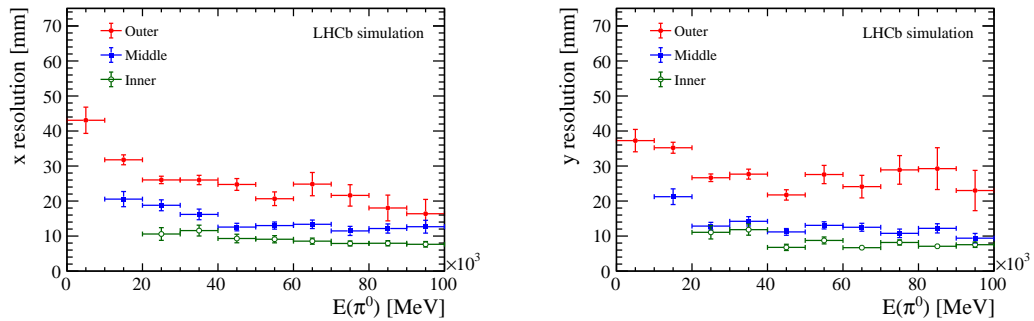 x resolution [mm]
70
60
50
40
30
20
10
0
Outer
Middle
Inner
LHCb simulation
0 20 40 60 80 100
×10³
E(π⁰) [MeV]
y resolution [mm]
70
60
50
40
30
20
10
0
Outer
Middle
Inner
LHCb simulation
0 20 40 60 80 100
×10³
E(π⁰) [MeV]